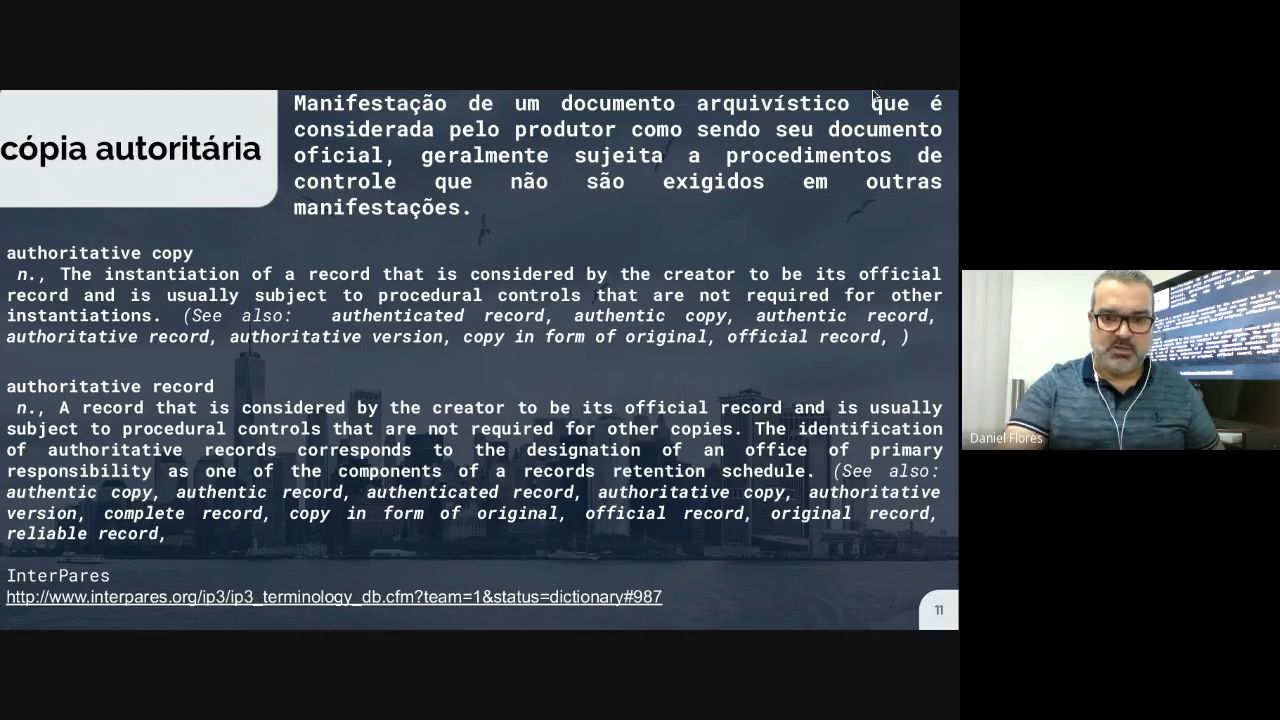 cópia autoritária
Manifestação de um documento arquivístico que é
considerada pelo produtor como sendo seu documento
oficial, geralmente sujeita a procedimentos de
controle que não são exigidos em outras
manifestações.
authoritative copy
n., The instantiation of a record that is considered by the creator to be its official
record and is usually subject to procedural controls that are not required for other
instantiations. (See also: authenticated record, authentic copy, authentic record,
authoritative record, authoritative version, copy in form of original, official record, )
authoritative record
n., A record that is considered by the creator to be its official record and is usually
subject to procedural controls that are not required for other copies. The identification
of authoritative records corresponds to the designation of an office of primary
responsibility as one of the components of a records retention schedule. (See also:
authentic copy, authentic record, authenticated record, authoritative copy, authoritative
version, complete record, copy in form of original, official record, original record,
reliable record,
InterPares
http://www.interpares.org/ip3/ip3_terminology_db.cfm?team=1&status=dictionary#987
11
Daniel Flores